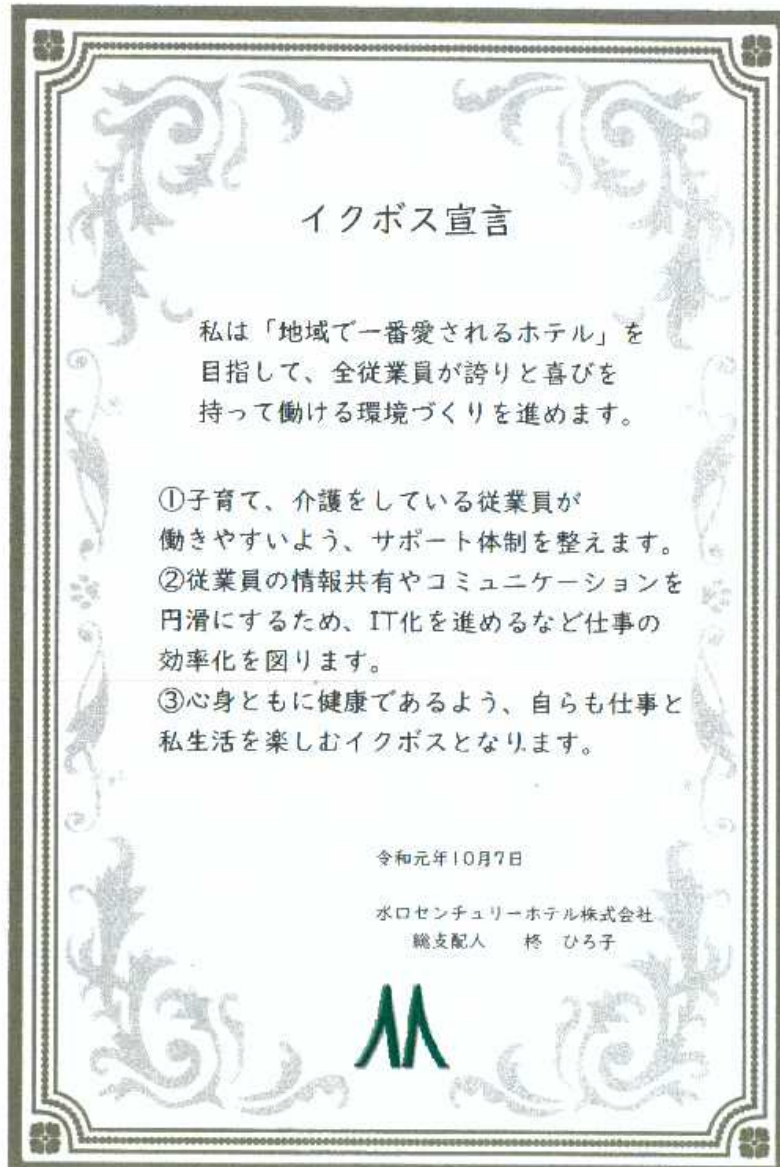 イクボス宣言
私は「地域で一番愛されるホテル」を
目指して、全従業員が誇りと喜びを
持って働ける環境づくりを進めます。
①子育て、介護をしている従業員が
働きやすいよう、サポート体制を整えます。
②従業員の情報共有やコミュニケーションを
円滑にするため、IT化を進めるなど仕事の
効率化を図ります。
③心身ともに健康であるよう、自らも仕事と
私生活を楽しむイクボスとなります。
令和元年10月7日
水口センチュリーホテル株式会社
総支配人 柊 ひろ子